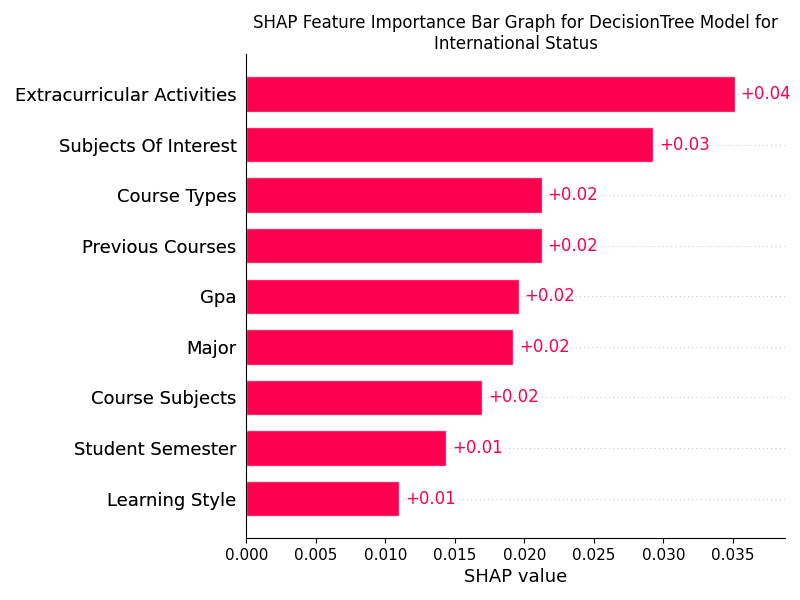 SHAP Feature Importance Bar Graph for DecisionTree Model for
International Status
Extracurricular Activities
+0.04
Subjects Of Interest
+0.03
Course Types
+0.02
Previous Courses
+0.02
Gpa
+0.02
Major
+0.02
Course Subjects
+0.02
Student Semester
+0.01
Learning Style
+0.01
0.000 0.005 0.010 0.015 0.020 0.025 0.030 0.035
SHAP value